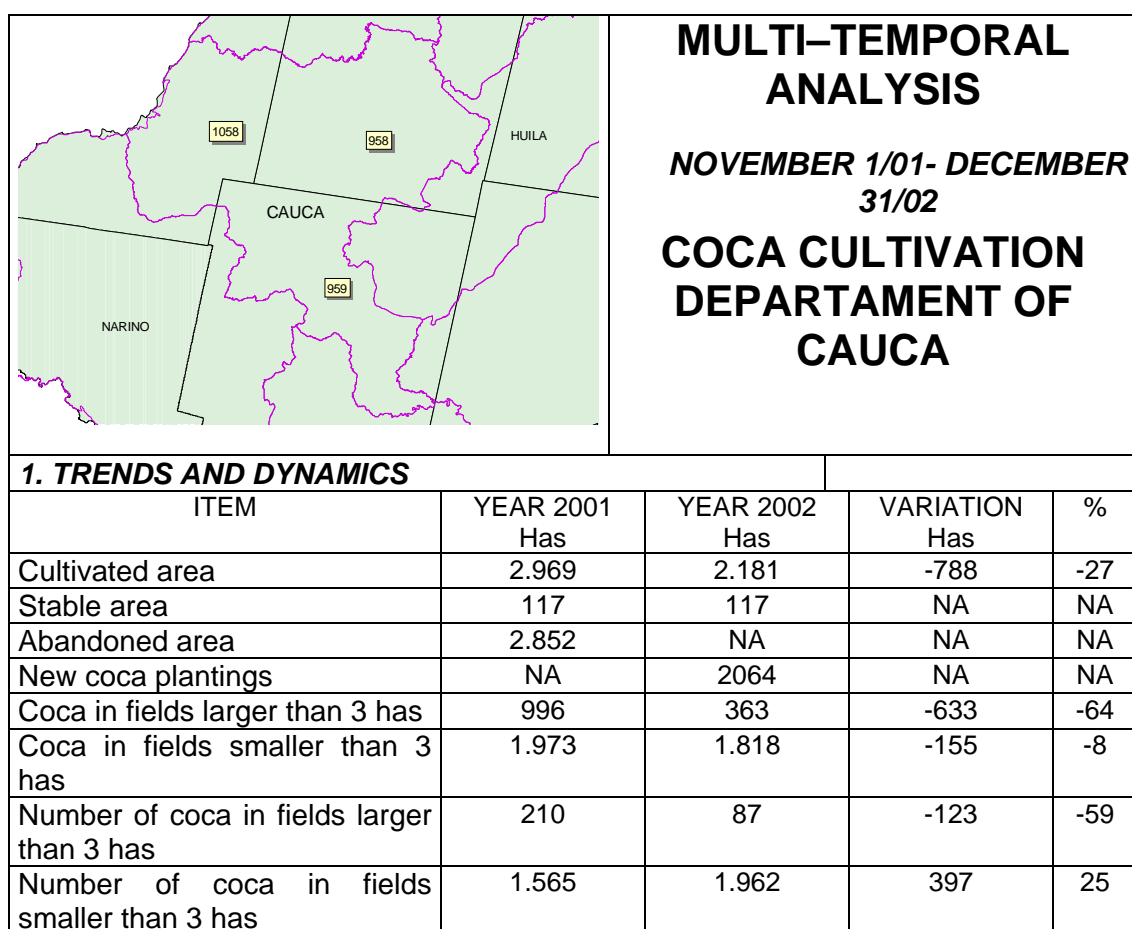 1058
958
HUILA
CAUCA
959
NARINO
MULTI–TEMPORAL
ANALYSIS
NOVEMBER 1/01- DECEMBER
31/02
COCA CULTIVATION
DEPARTAMENT OF
CAUCA
1. TRENDS AND DYNAMICS
ITEM YEAR 2001 YEAR 2002 VARIATION %
Has Has Has
Cultivated area 2.969 2.181 -788 -27
Stable area 117 117 NA NA
Abandoned area 2.852 NA NA NA
New coca plantings NA 2064 NA NA
Coca in fields larger than 3 has 996 363 -633 -64
Coca in fields smaller than 3 1.973 1.818 -155 -8
has
Number of coca in fields larger 210 87 -123 -59
than 3 has
Number of coca in fields 1.565 1.962 397 25
smaller than 3 has